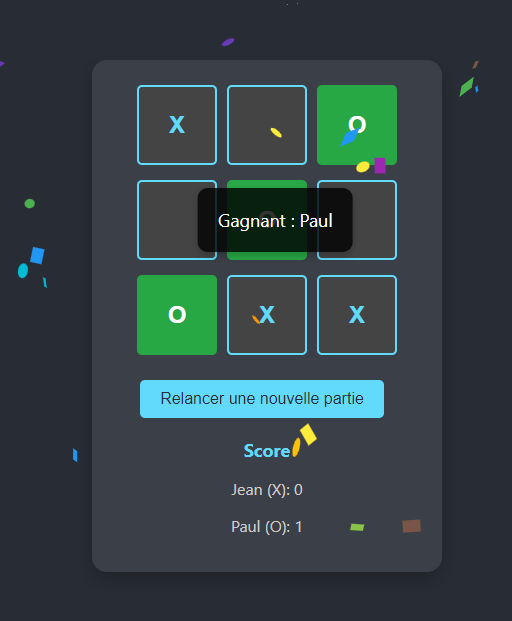 X O
Gagnant : Paul
O X X
Relancer une nouvelle partie
Score
Jean (X): 0
Paul (O): 1